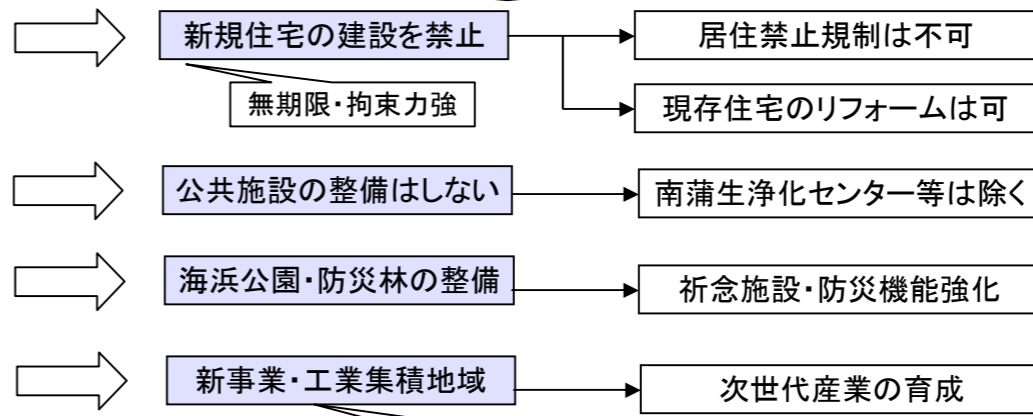 新規住宅の建設を禁止
居住禁止規制は不可
無期限・拘束力強
現存住宅のリフォームは可
公共施設の整備はしない
南蒲生浄化センター等は除く
海浜公園・防災林の整備
祈念施設・防災機能強化
新事業・工業集積地域
次世代産業の育成